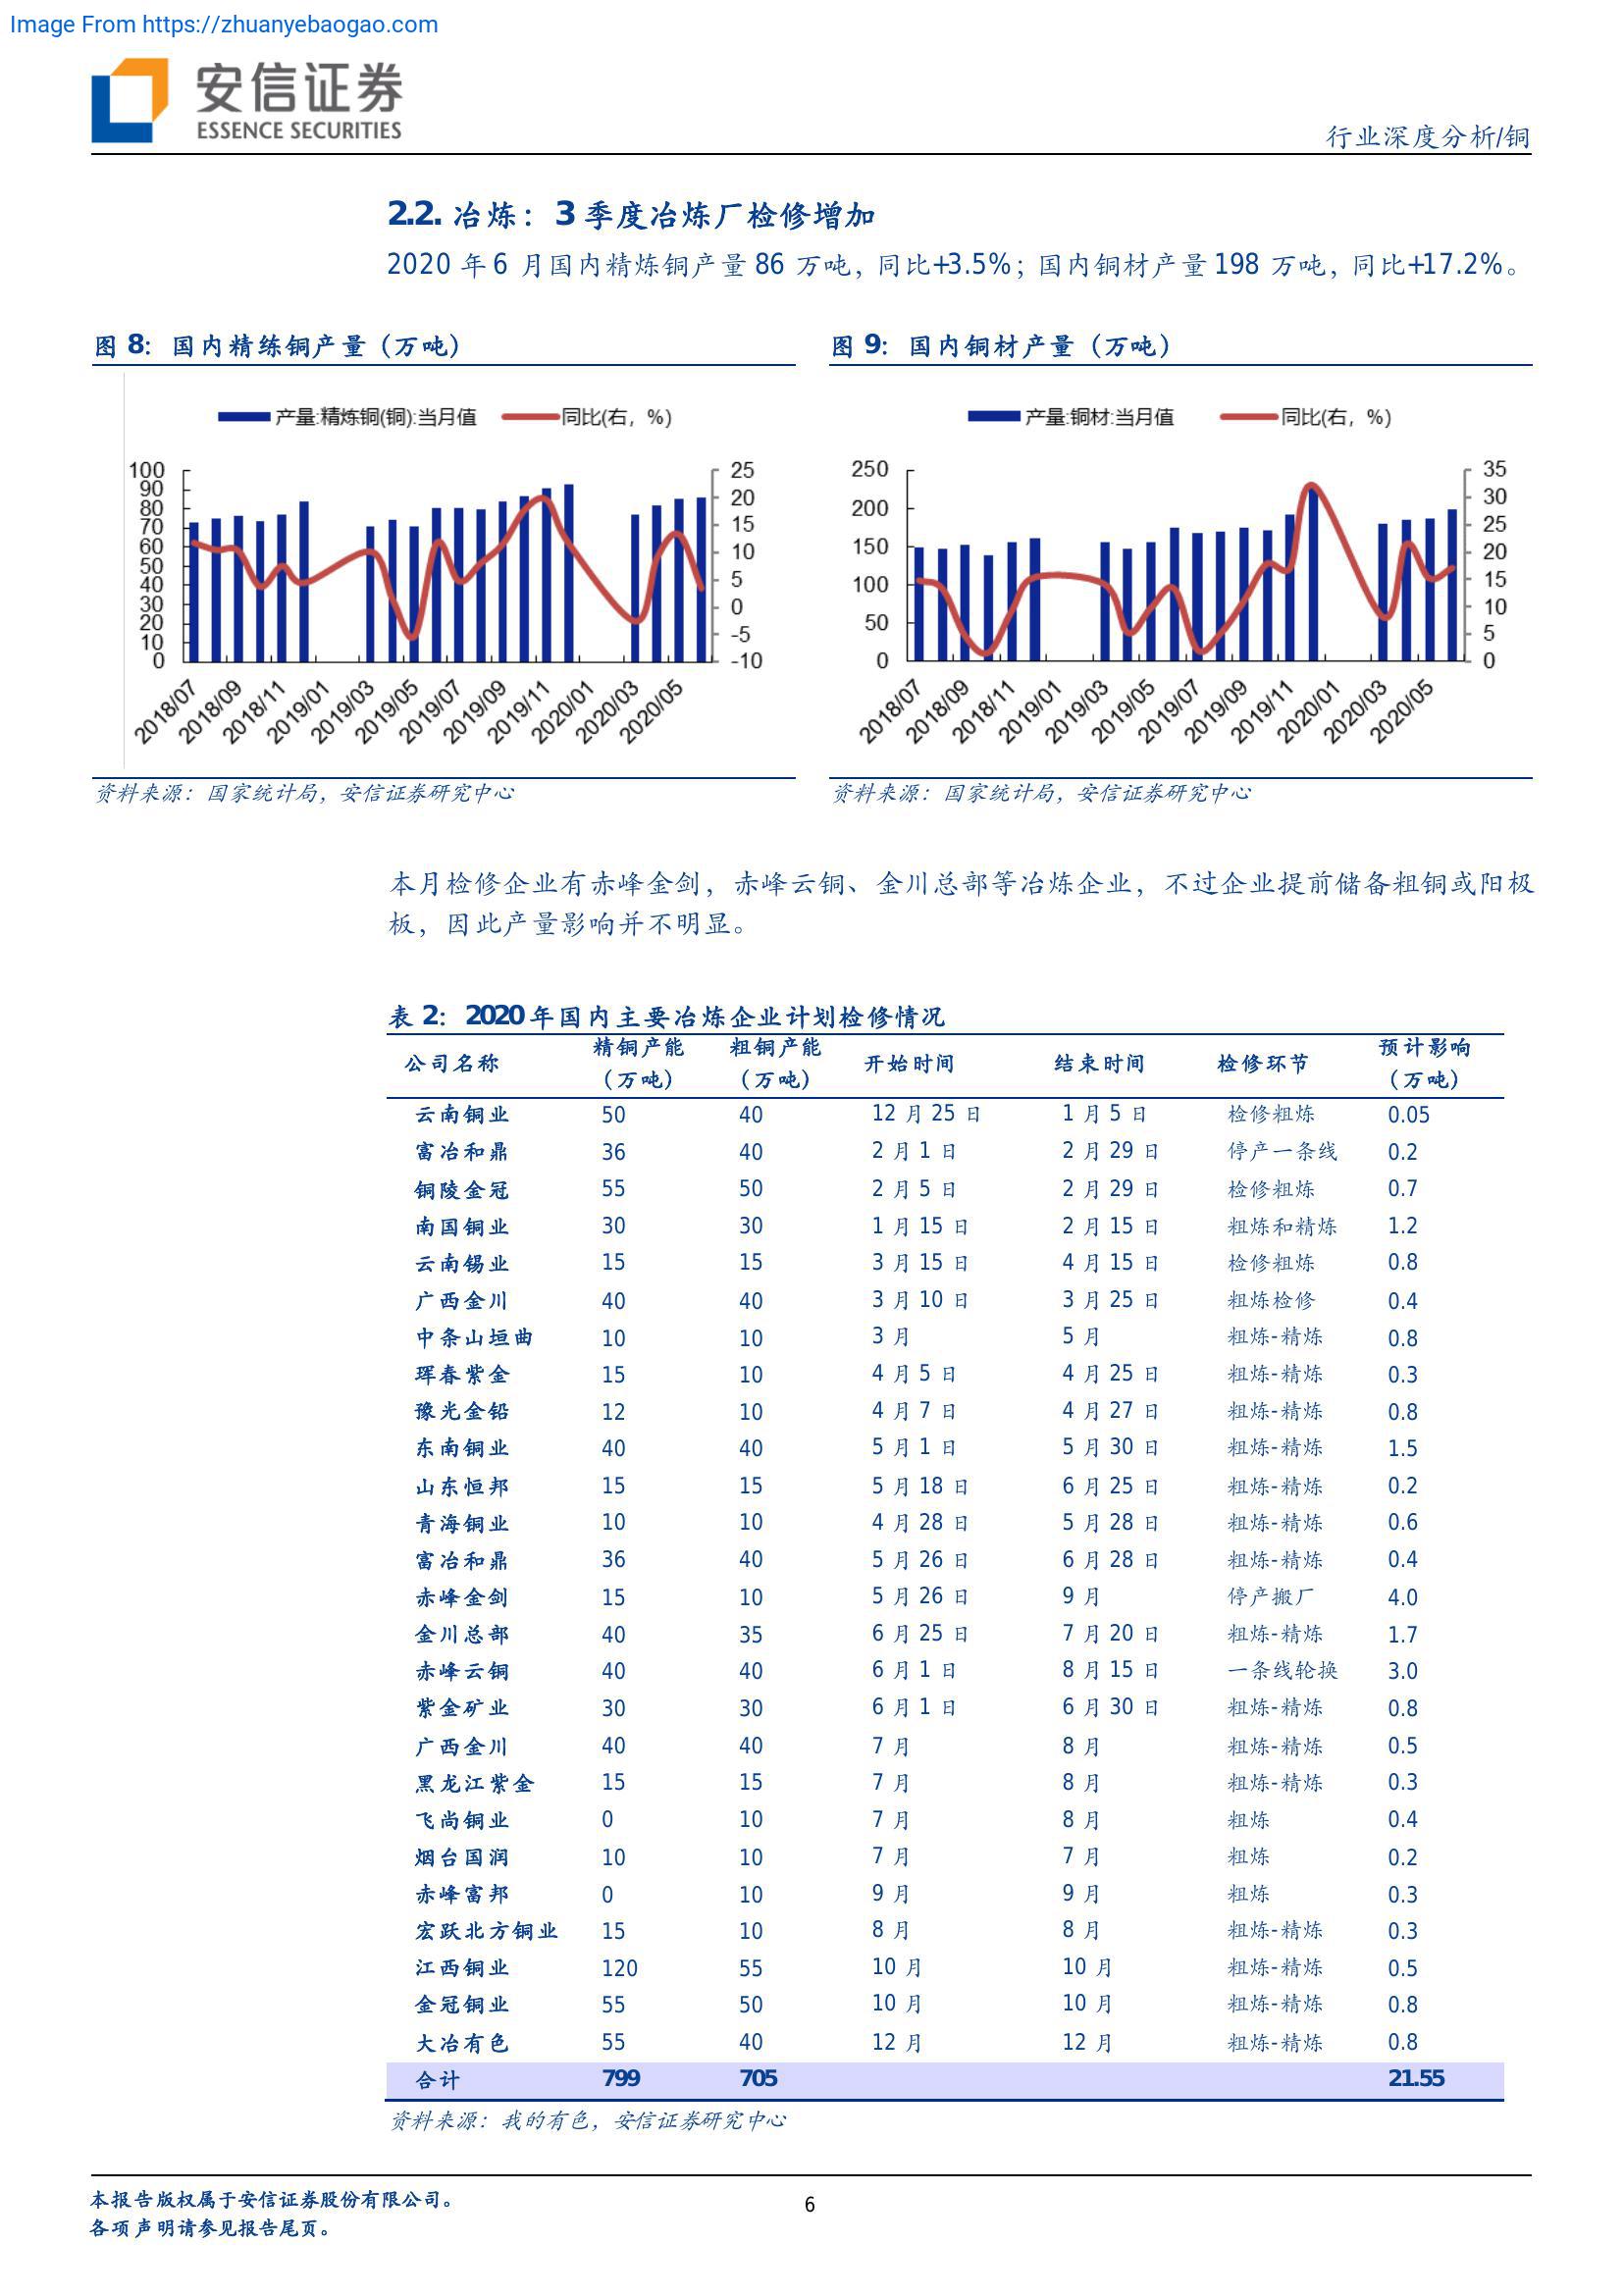 Image From https://zhuanyebaogao.com
安信证券
ESSENCE SECURITIES
行业深度分析/铜
2.2. 冶炼：3 季度冶炼厂检修增加
2020 年 6 月国内精炼铜产量 86 万吨，同比+3.5%；国内铜材产量 198 万吨，同比+17.2%。
图 8：国内精练铜产量（万吨）
产量:精炼铜(铜):当月值 同比(右，%)
100
90
80
70
60
50
40
30
20
10
0
25
20
15
10
5
0
-5
-10
2018/07 2018/09 2018/11 2019/01 2019/03 2019/05 2019/07 2019/09 2019/11 2020/01 2020/03 2020/05
资料来源：国家统计局，安信证券研究中心
图 9：国内铜材产量（万吨）
产量:铜材:当月值 同比(右，%)
250
200
150
100
50
0
35
30
25
20
15
10
5
0
2018/07 2018/09 2018/11 2019/01 2019/03 2019/05 2019/07 2019/09 2019/11 2020/01 2020/03 2020/05
资料来源：国家统计局，安信证券研究中心
本月检修企业有赤峰金剑，赤峰云铜、金川总部等冶炼企业，不过企业提前储备粗铜或阳极
板，因此产量影响并不明显。
表 2：2020 年国内主要冶炼企业计划检修情况
公司名称 精铜产能（万吨） 粗铜产能（万吨） 开始时间 结束时间 检修环节 预计影响（万吨）
云南铜业 50 40 12 月 25 日 1 月 5 日 检修粗炼 0.05
富冶和鼎 36 40 2 月 1 日 2 月 29 日 停产一条线 0.2
铜陵金冠 55 50 2 月 5 日 2 月 29 日 检修粗炼 0.7
南国铜业 30 30 1 月 15 日 2 月 15 日 粗炼和精炼 1.2
云南锡业 15 15 3 月 15 日 4 月 15 日 检修粗炼 0.8
广西金川 40 40 3 月 10 日 3 月 25 日 粗炼检修 0.4
中条山垣曲 10 10 3 月 5 月 粗炼-精炼 0.8
珲春紫金 15 10 4 月 5 日 4 月 25 日 粗炼-精炼 0.3
豫光金铅 12 10 4 月 7 日 4 月 27 日 粗炼-精炼 0.8
东南铜业 40 40 5 月 1 日 5 月 30 日 粗炼-精炼 1.5
山东恒邦 15 15 5 月 18 日 6 月 25 日 粗炼-精炼 0.2
青海铜业 10 10 4 月 28 日 5 月 28 日 粗炼-精炼 0.6
富冶和鼎 36 40 5 月 26 日 6 月 28 日 粗炼-精炼 0.4
赤峰金剑 15 10 5 月 26 日 9 月 停产搬厂 4.0
金川总部 40 35 6 月 25 日 7 月 20 日 粗炼-精炼 1.7
赤峰云铜 40 40 6 月 1 日 8 月 15 日 一条线轮换 3.0
紫金矿业 30 30 6 月 1 日 6 月 30 日 粗炼-精炼 0.8
广西金川 40 40 7 月 8 月 粗炼-精炼 0.5
黑龙江紫金 15 15 7 月 8 月 粗炼-精炼 0.3
飞尚铜业 0 10 7 月 8 月 粗炼 0.4
烟台国润 10 10 7 月 7 月 粗炼 0.2
赤峰富邦 0 10 9 月 9 月 粗炼 0.3
宏跃北方铜业 15 10 8 月 8 月 粗炼-精炼 0.3
江西铜业 120 55 10 月 10 月 粗炼-精炼 0.5
金冠铜业 55 50 10 月 10 月 粗炼-精炼 0.8
大冶有色 55 40 12 月 12 月 粗炼-精炼 0.8
合计 799 705 21.55
资料来源：我的有色，安信证券研究中心
本报告版权属于安信证券股份有限公司。
各项声明请参见报告尾页。
6